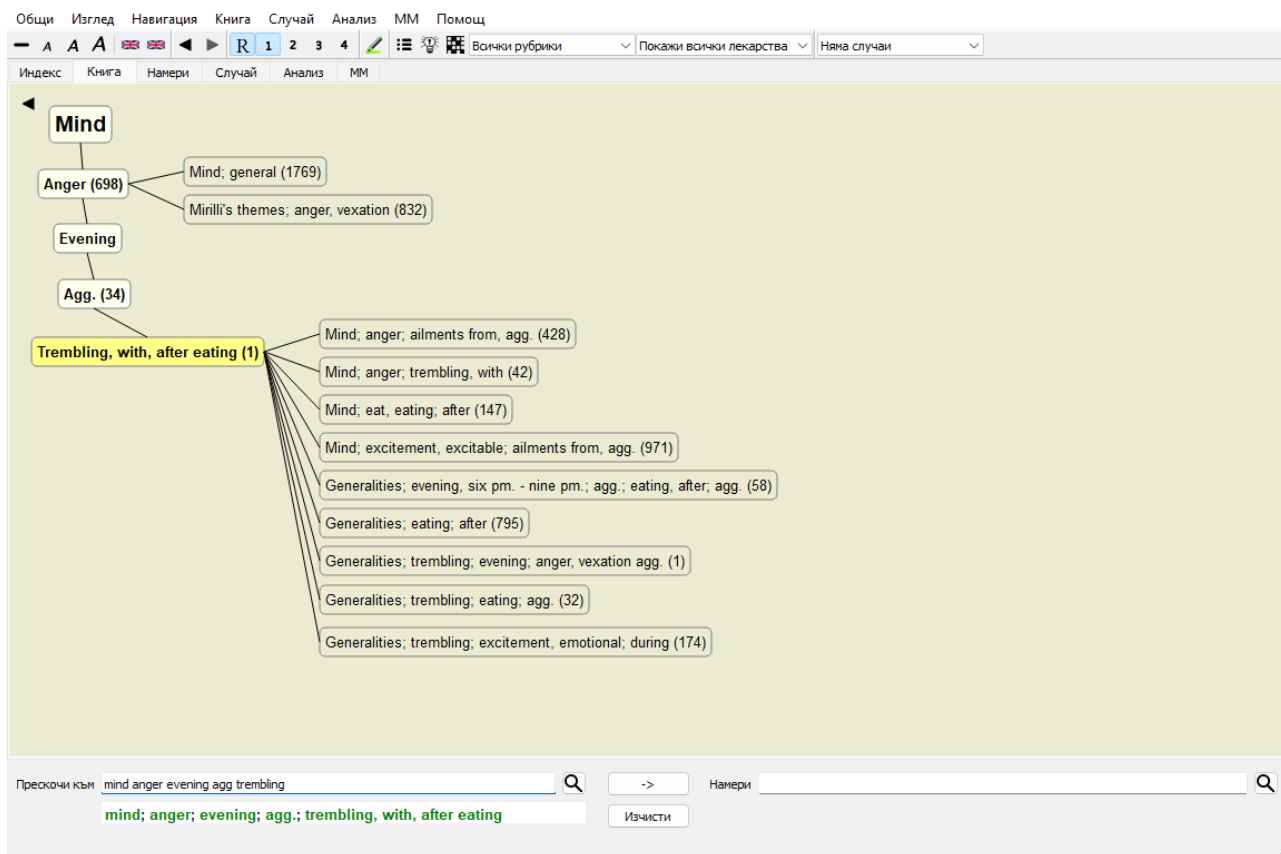 Общи Изглед Навигация Книга Случай Анализ ММ Помощ
A A A R 1 2 3 4 Всички рубрики Покажи всички лекарства Няма случаи
Индекс Книга Намери Случай Анализ ММ
Mind
Anger (698)
Mind; general (1769)
Mirilli's themes; anger, vexation (832)
Evening
Agg. (34)
Trembling, with, after eating (1)
Mind; anger; ailments from, agg. (428)
Mind; anger; trembling, with (42)
Mind; eat, eating; after (147)
Mind; excitement, excitable; ailments from, agg. (971)
Generalities; evening, six pm. - nine pm.; agg.; eating, after; agg. (58)
Generalities; eating; after (795)
Generalities; trembling; evening; anger, vexation agg. (1)
Generalities; trembling; eating; agg. (32)
Generalities; trembling; excitement, emotional; during (174)
Прескочи към mind anger evening agg trembling -> Намери
mind; anger; evening; agg.; trembling, with, after eating Изчисти